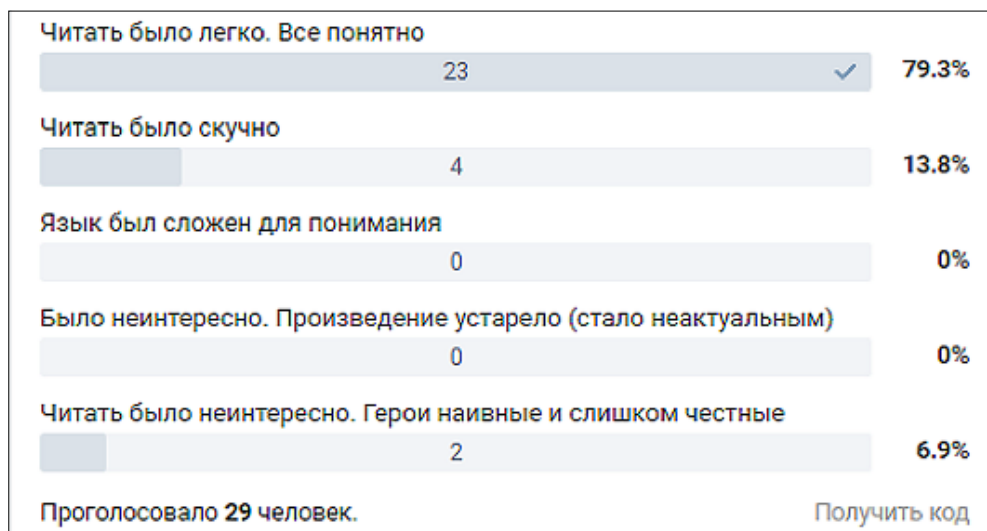 Читать было легко. Все понятно
23
79.3%
Читать было скучно
4
13.8%
Язык был сложен для понимания
0
0%
Было неинтересно. Произведение устарело (стало неактуальным)
0
0%
Читать было неинтересно. Герои наивные и слишком честные
2
6.9%
Проголосовало 29 человек.
Получить код